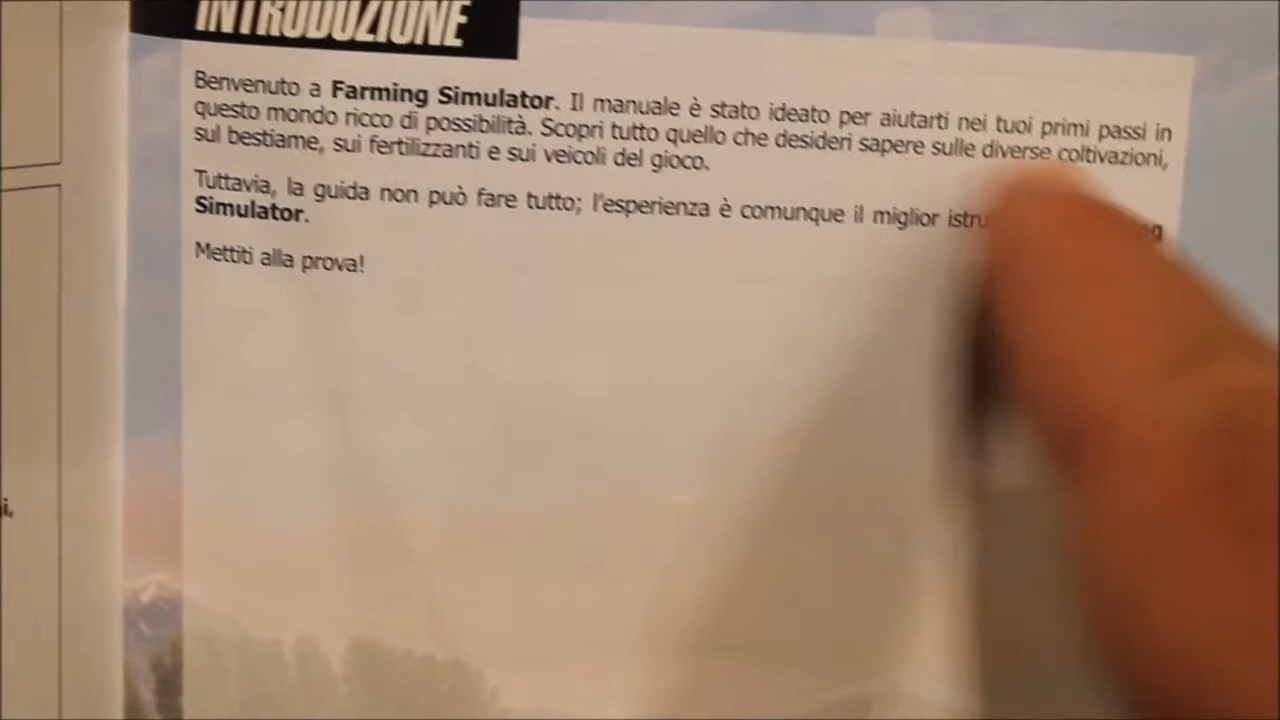 INTRODUZIONE
Benvenuto a Farming Simulator. Il manuale è stato ideato per aiutarti nei tuoi primi passi in
questo mondo ricco di possibilità. Scopri tutto quello che desideri sapere sulle diverse coltivazioni,
sul bestiame, sui fertilizzanti e sui veicoli del gioco.
Tuttavia, la guida non può fare tutto; l'esperienza è comunque il miglior
Simulator.
Mettiti alla prova!